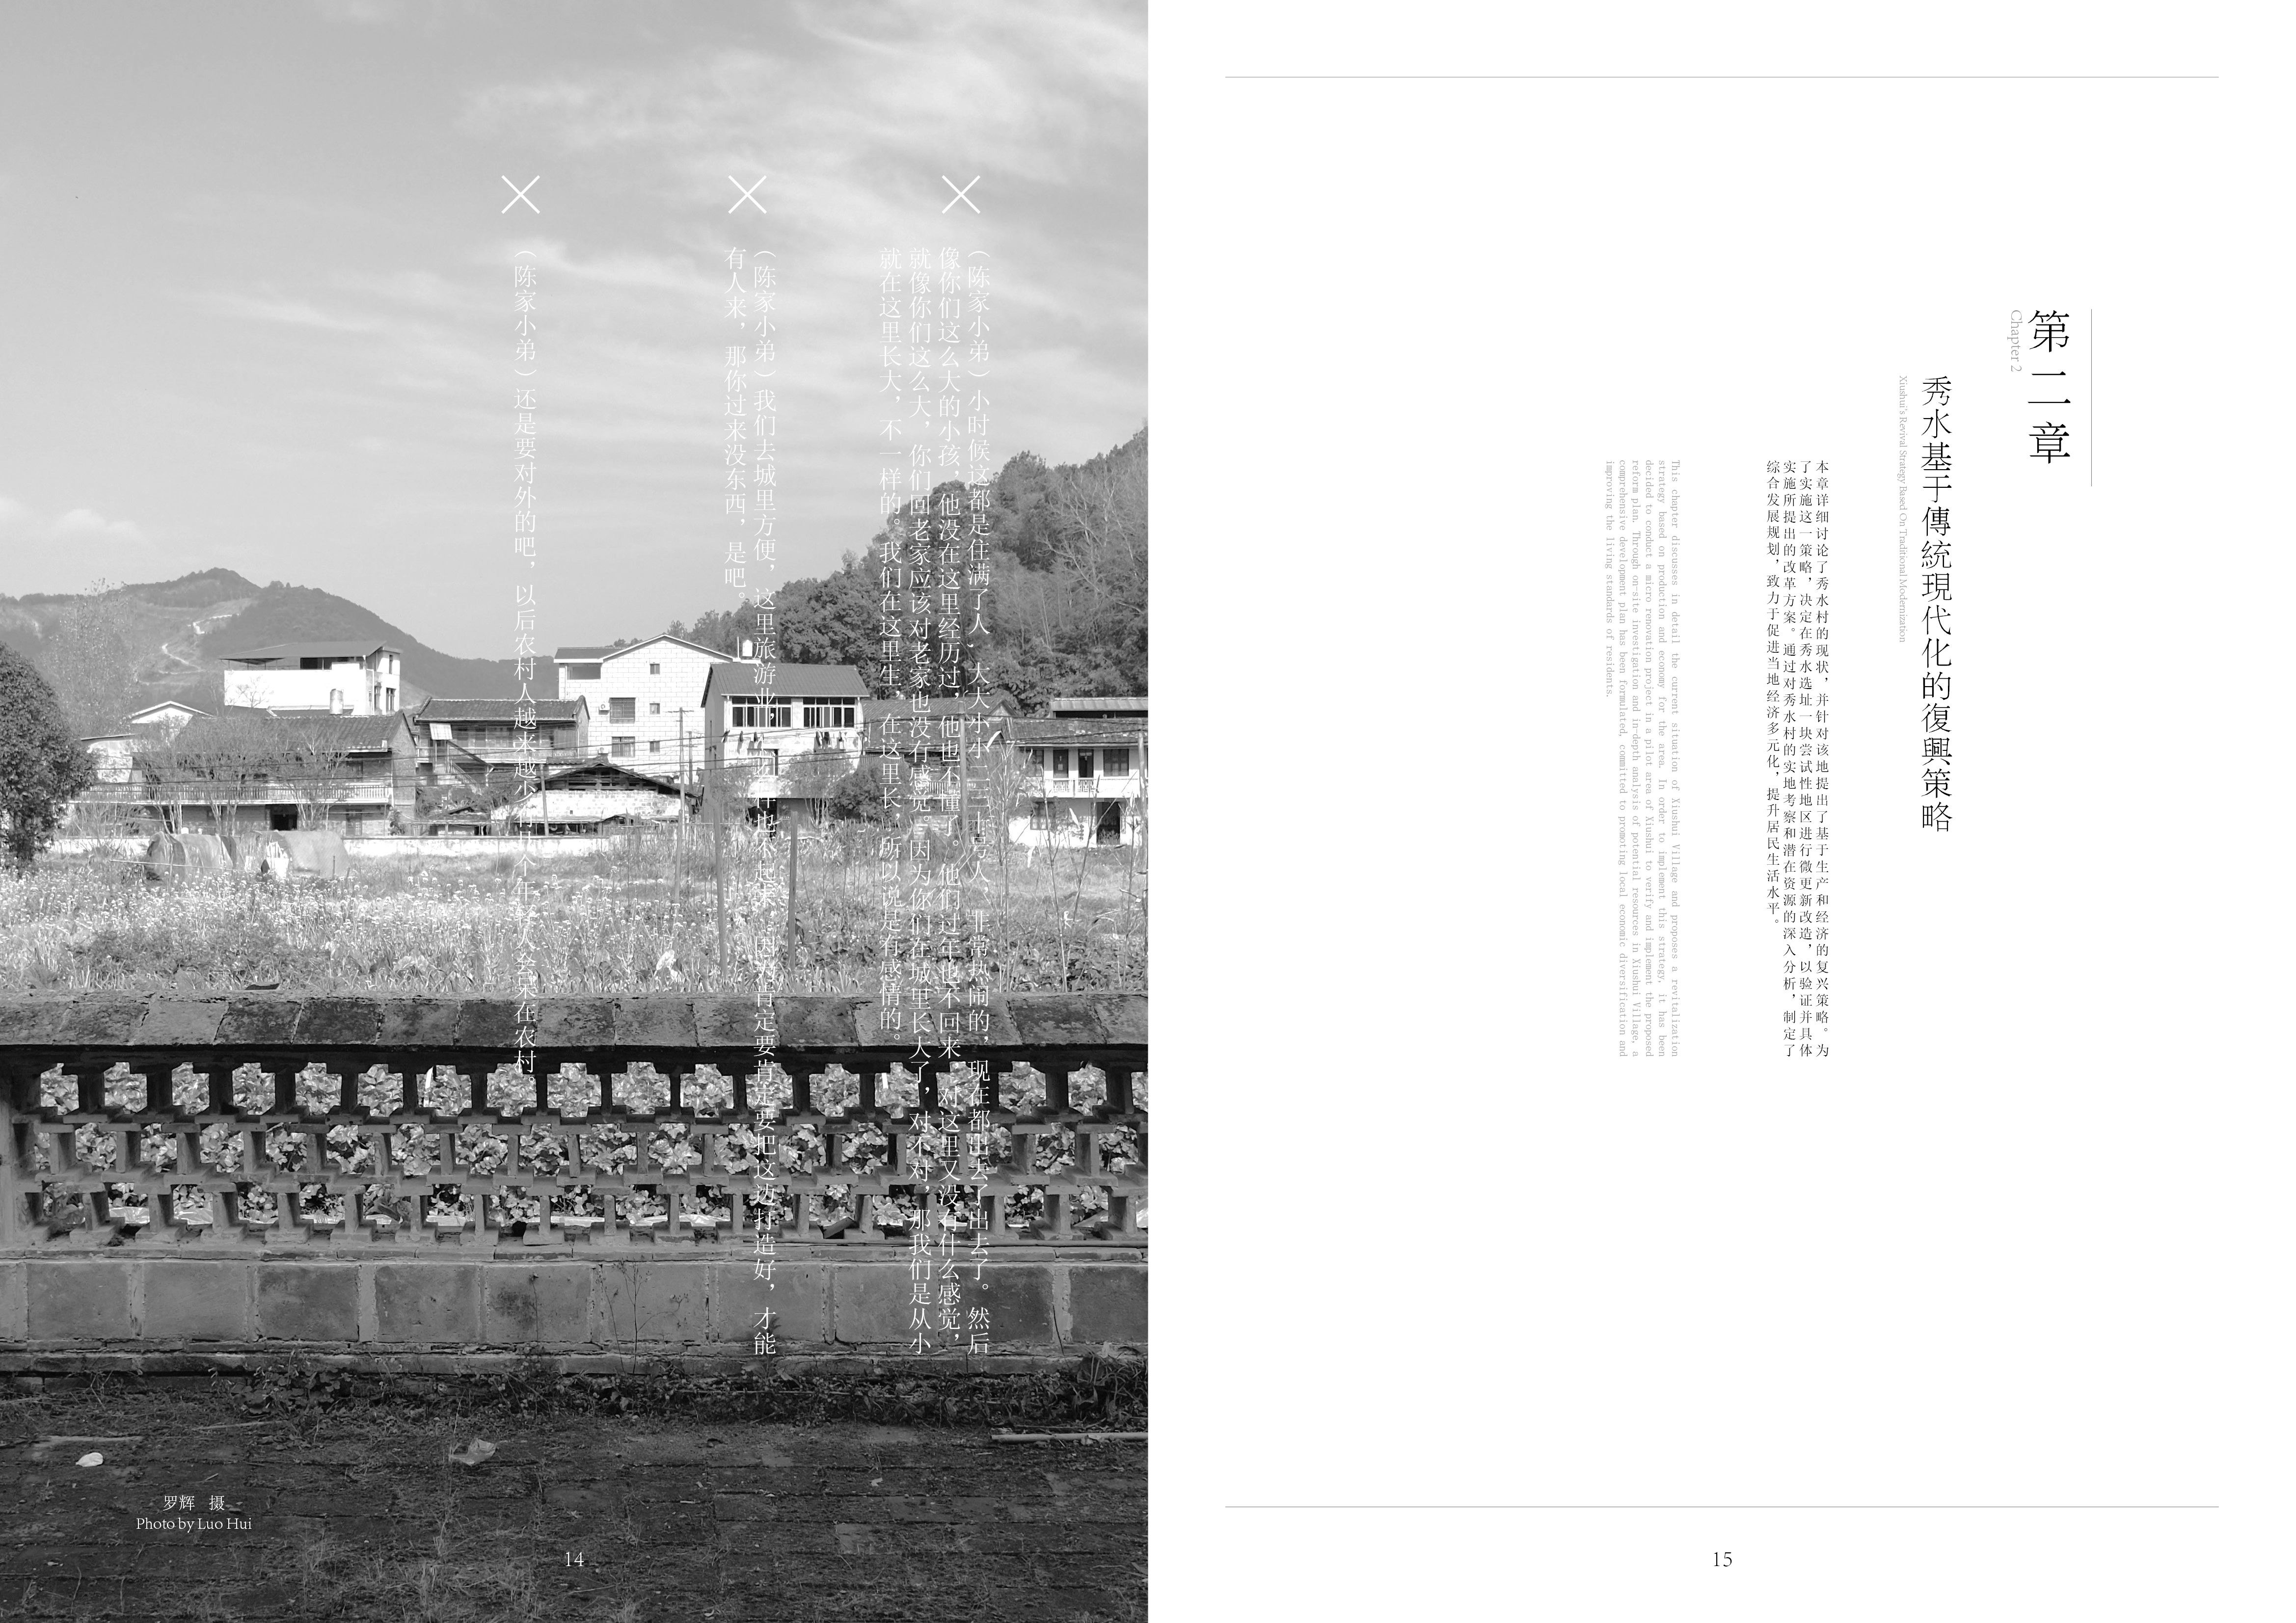 （陈家小弟）小时候这都是住满了人，大大小小二三十号人、非常热闹的，现在都出去了出去了。然后
像你们这么大的小孩，他没在这里经历过，他也不懂了。他们过年也不回来，对这里又没有什么感觉，
就像你们这么大，你们回老家应该对老家也没有感觉。因为你们在城里长大了，对不对，那我们是从小
就在这里长大，不一样的。我们在这里生，在这里长，所以说是有感情的。
（陈家小弟）我们去城里方便，这里旅游业，也不起来，因为肯定要肯定要把这边打造好，才能
有人来，那你过来没东西，是吧。
（陈家小弟）还是要对外的吧，以后农村人越来越少，有几个年轻人会呆在农村。
罗辉 摄
Photo by Luo Hui
14
第二章
Chapter 2
秀水基于傳統現代化的復興策略
Xiushui's Revival Strategy Based On Traditional Modernization
本章详细讨论了秀水村的现状，并针对该地提出了基于生产和经济的复兴策略。为
了实施这一策略，决定在秀水选址一块尝试性地区进行微更新改造，以验证并具体
实施所提出的改革方案。通过对秀水村的实地考察和潜在资源的深入分析，制定了
综合发展规划，致力于促进当地经济多元化，提升居民生活水平。
This chapter discusses in detail the current situation of Xiushui Village and proposes a revitalization
strategy based on production and economy for the area. In order to implement this strategy, it has been
decided to conduct a micro renovation project in a pilot area of Xiushui to verify and implement the proposed
reform plan. Through on-site investigation and in-depth analysis of potential resources in Xiushui Village, a
comprehensive development plan has been formulated, committed to promoting local economic diversification and
improving the living standards of residents.
15